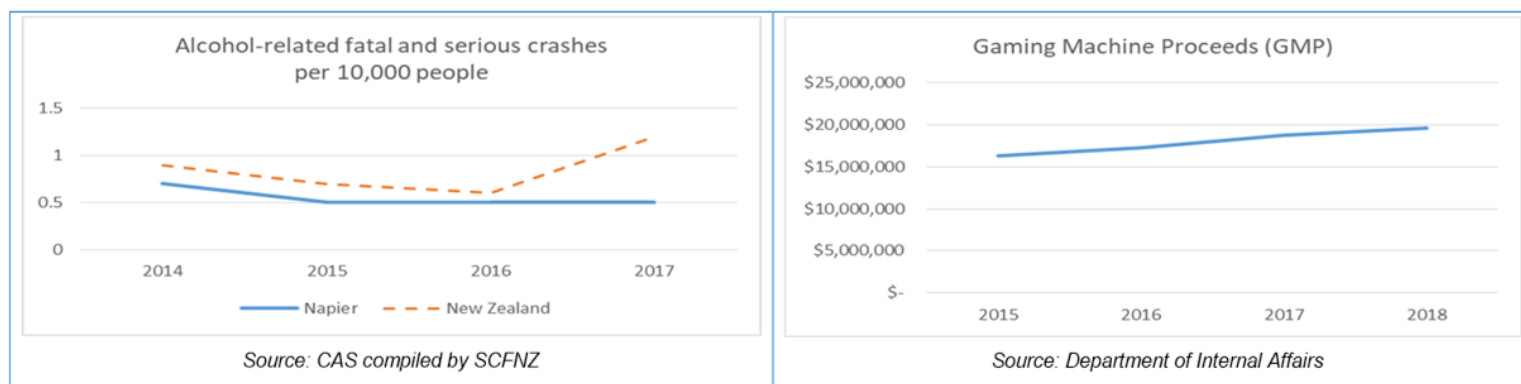 Alcohol-related fatal and serious crashes
per 10,000 people
1.5
1
0.5
0
2014 2015 2016 2017
Napier New Zealand
Source: CAS compiled by SCFNZ
Gaming Machine Proceeds (GMP)
$25,000,000
$20,000,000
$15,000,000
$10,000,000
$5,000,000
$-
2015 2016 2017 2018
Source: Department of Internal Affairs